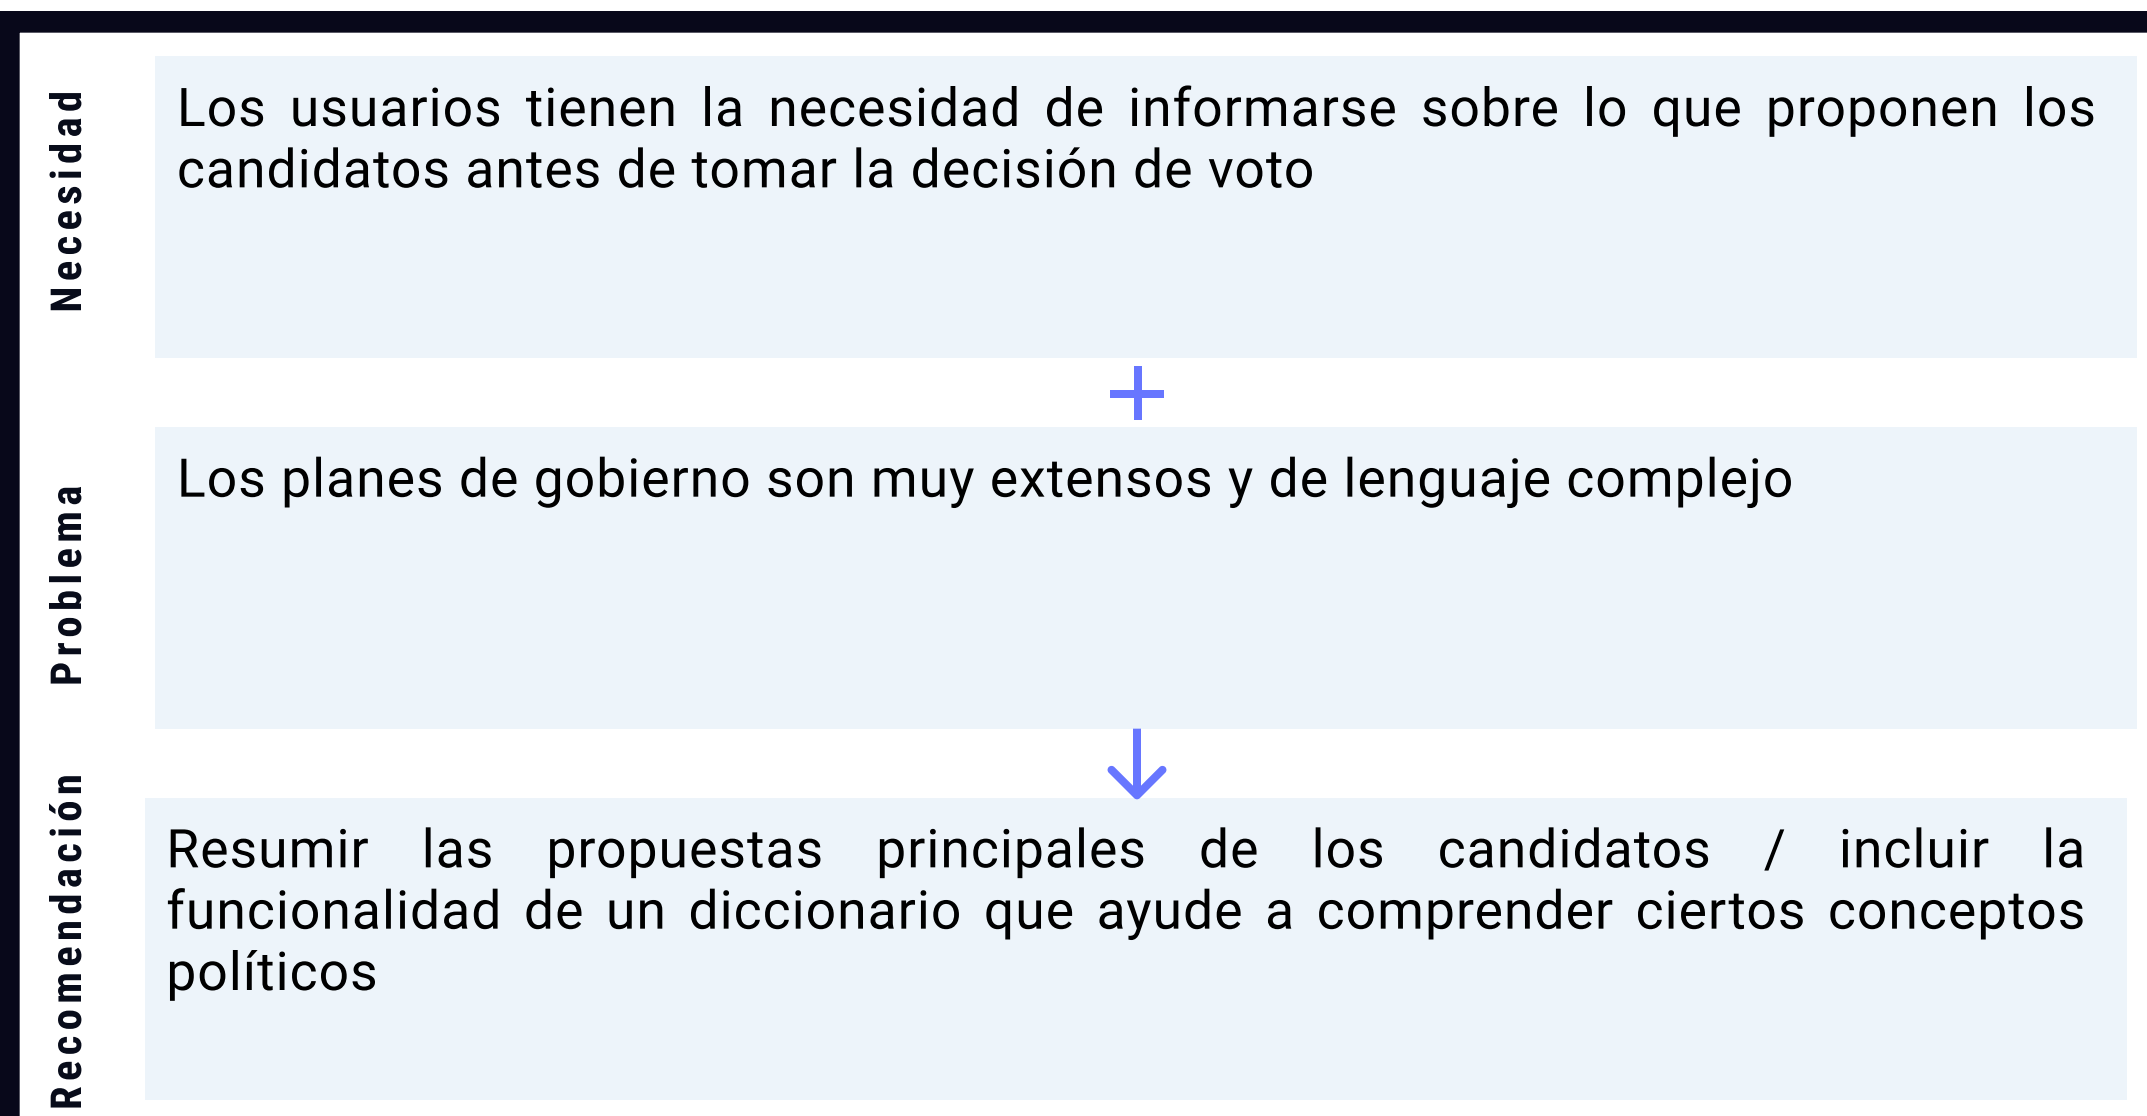 Necesidad
Los usuarios tienen la necesidad de informarse sobre lo que proponen los
candidatos antes de tomar la decisión de voto
+
Problema
Los planes de gobierno son muy extensos y de lenguaje complejo
Recomendación
Resumir las propuestas principales de los candidatos / incluir la
funcionalidad de un diccionario que ayude a comprender ciertos conceptos
políticos